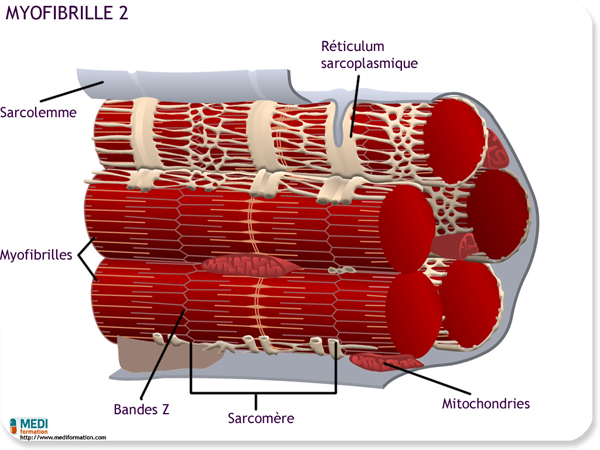 MYOFIBRILLE 2
Réticulum
sarcoplasmique
Sarcolemme
Myofibrilles
Bandes Z
Sarcomère
Mitochondries
MEDI
formation
http://www.mediformation.com